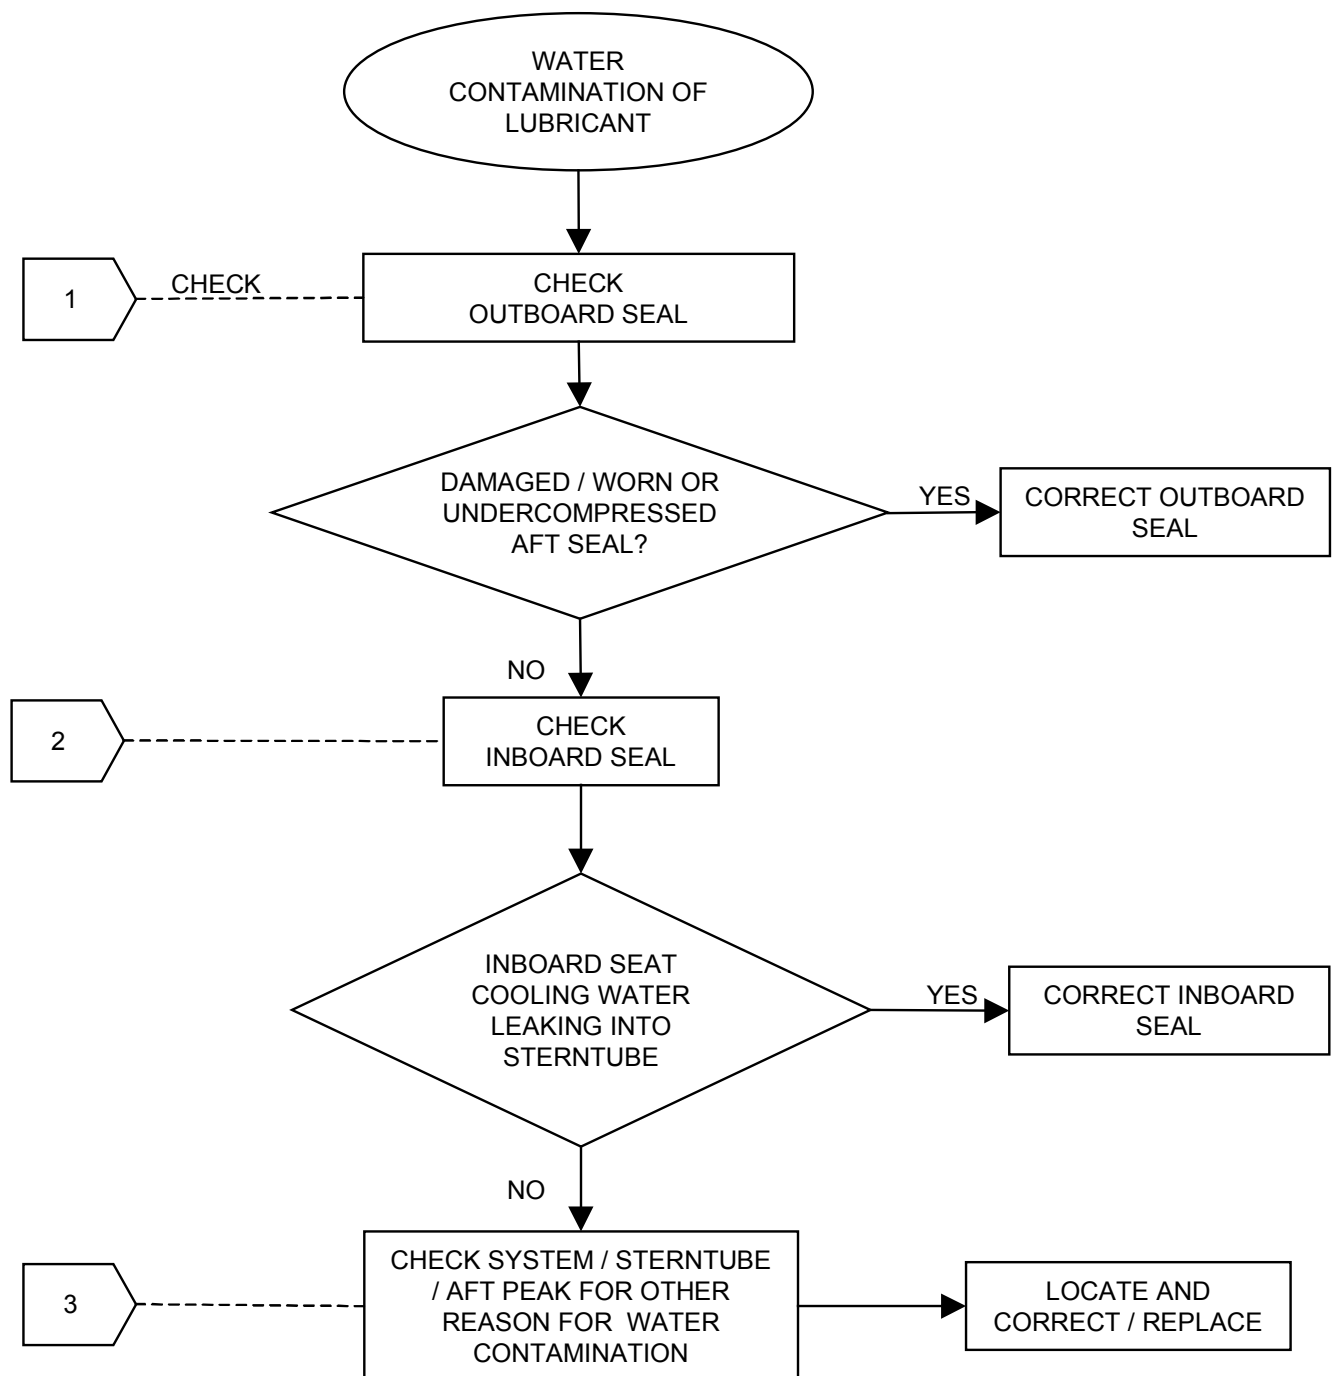 WATER
CONTAMINATION OF
LUBRICANT
1
CHECK
CHECK
OUTBOARD SEAL
DAMAGED / WORN OR
UNDERCOMPRESSED
AFT SEAL?
YES
CORRECT OUTBOARD
SEAL
NO
2
CHECK
INBOARD SEAL
INBOARD SEAT
COOLING WATER
LEAKING INTO
STERNTUBE
YES
CORRECT INBOARD
SEAL
NO
3
CHECK SYSTEM / STERNTUBE
/ AFT PEAK FOR OTHER
REASON FOR WATER
CONTAMINATION
LOCATE AND
CORRECT / REPLACE